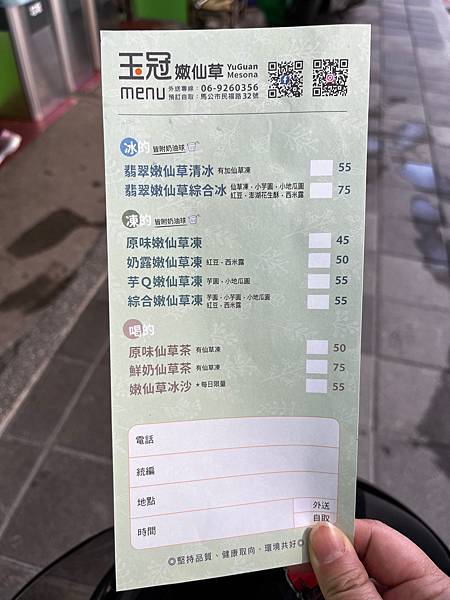 玉冠 嫩仙草 YuGuan Mesona
menu 外送專線:06-9260356
預訂自取:馬公市民福路32號
冰的 皆附奶油球
翡翠嫩仙草清冰 有加仙草凍 55
翡翠嫩仙草綜合冰 仙草凍、小芋圓、小地瓜圓 75
紅豆、澎湖花生酥、西米露
凍的 皆附奶油球
原味嫩仙草凍 45
奶露嫩仙草凍 紅豆、西米露 50
芋Q嫩仙草凍 芋圓、小地瓜圓 55
綜合嫩仙草凍 芋圓、小芋圓、小地瓜圓 55
紅豆、西米露
喝的
原味仙草茶 有仙草凍 50
鮮奶仙草茶 有仙草凍 75
嫩仙草冰沙 *每日限量 55
電話
統編
地點
外送
時間
自取
◎堅持品質、健康取向、環境共好◎